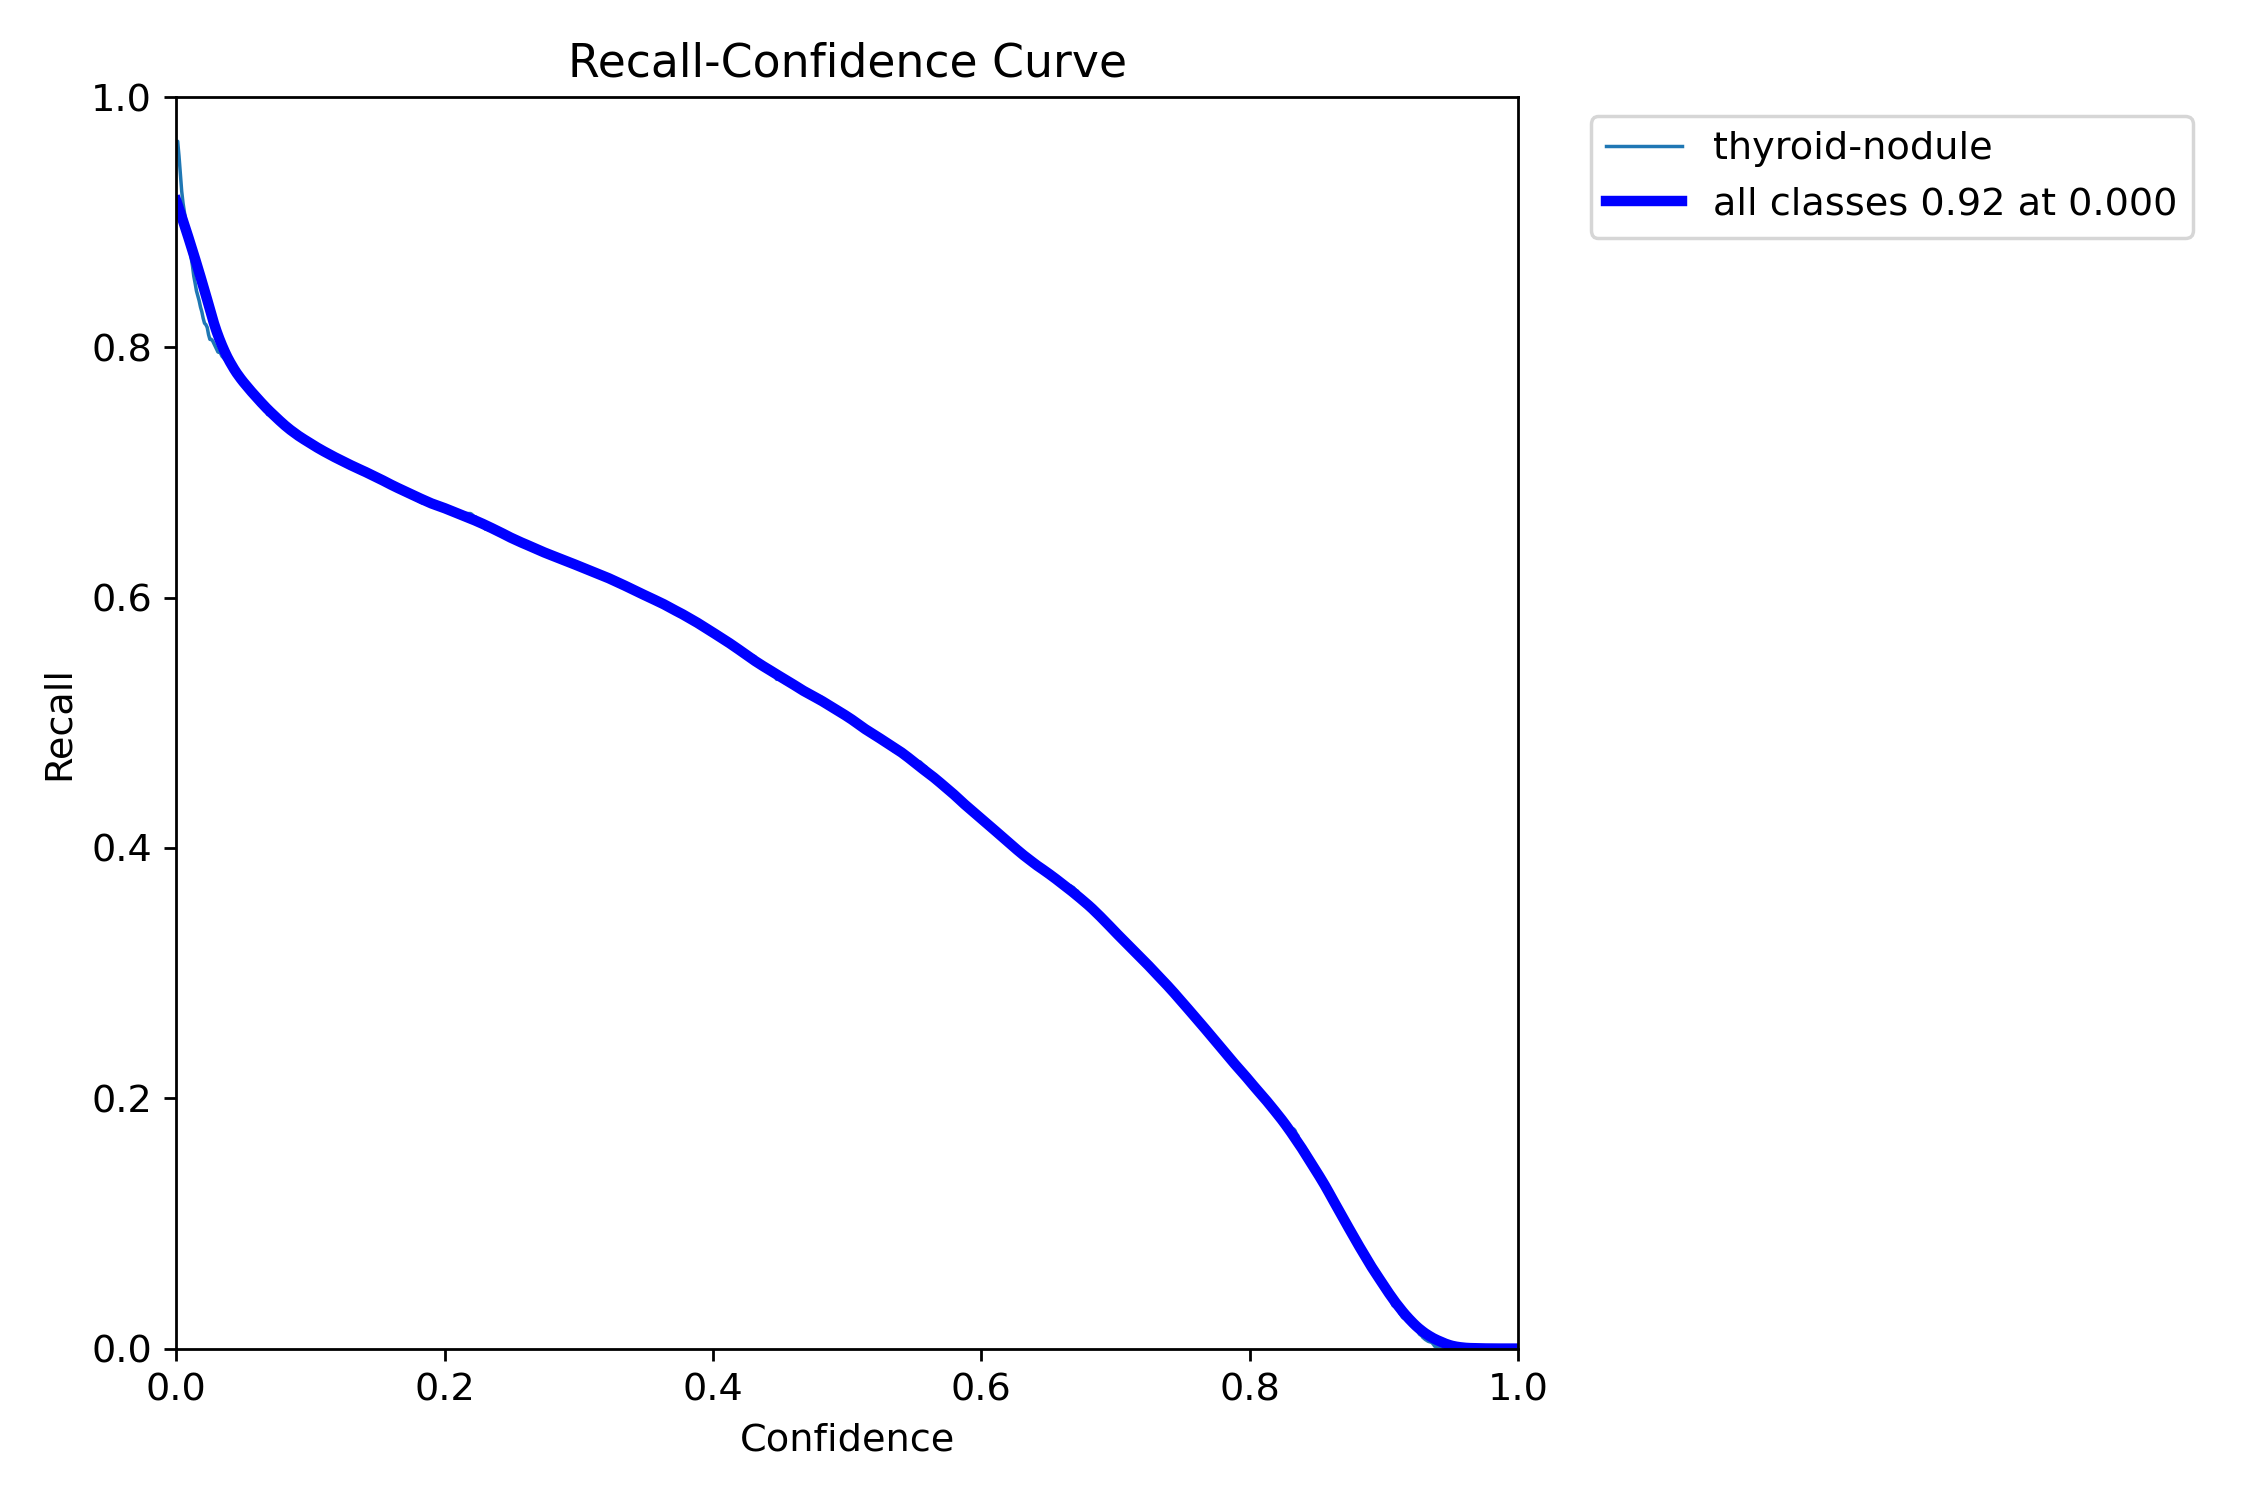 Recall-Confidence Curve
1.0
0.8
0.6
0.4
0.2
0.0
Recall
0.0 0.2 0.4 0.6 0.8 1.0
Confidence
thyroid-nodule
all classes 0.92 at 0.000